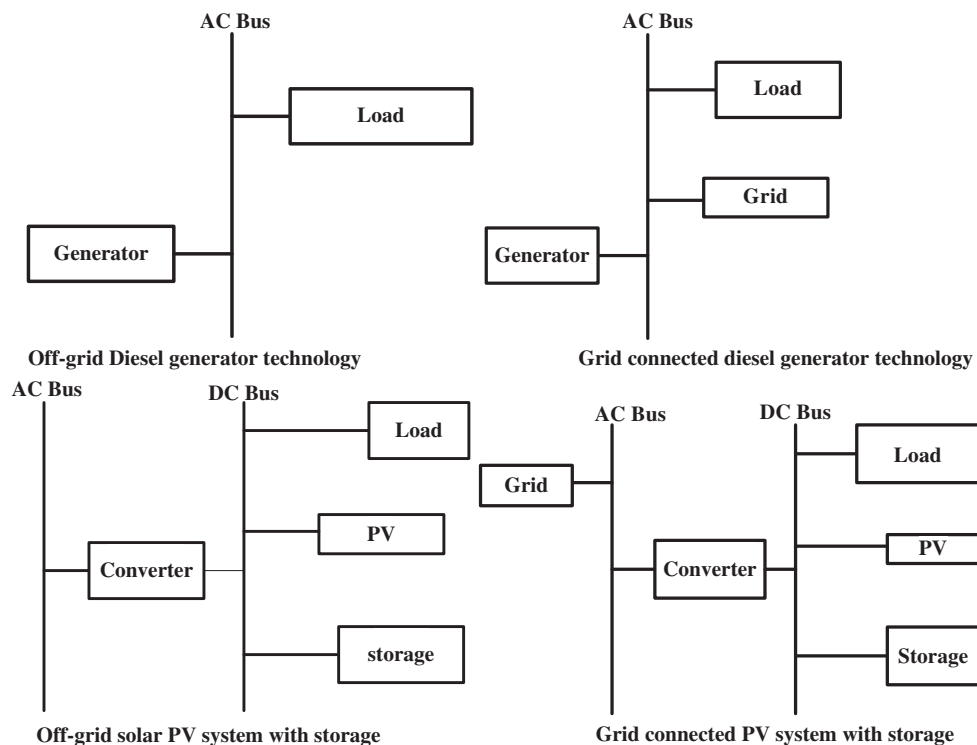 AC Bus
Load
Generator
Off-grid Diesel generator technology
AC Bus
Load
Grid
Generator
Grid connected diesel generator technology
AC Bus
DC Bus
Load
PV
Converter
storage
Off-grid solar PV system with storage
AC Bus
DC Bus
Load
Grid
PV
Converter
Storage
Grid connected PV system with storage